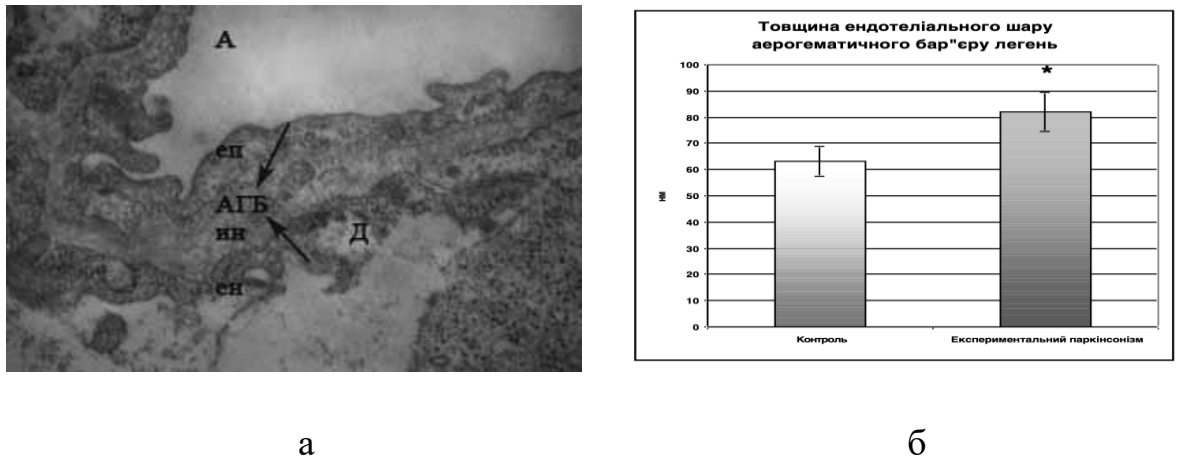 А
еп
АГБ
ин
Д
ен
Товщина ендотеліального шару
аерогематичного бар"єру легень
нм
100
90
80
70
60
50
40
30
20
10
0
*
Контроль
Експериментальний паркінсонізм
а
б